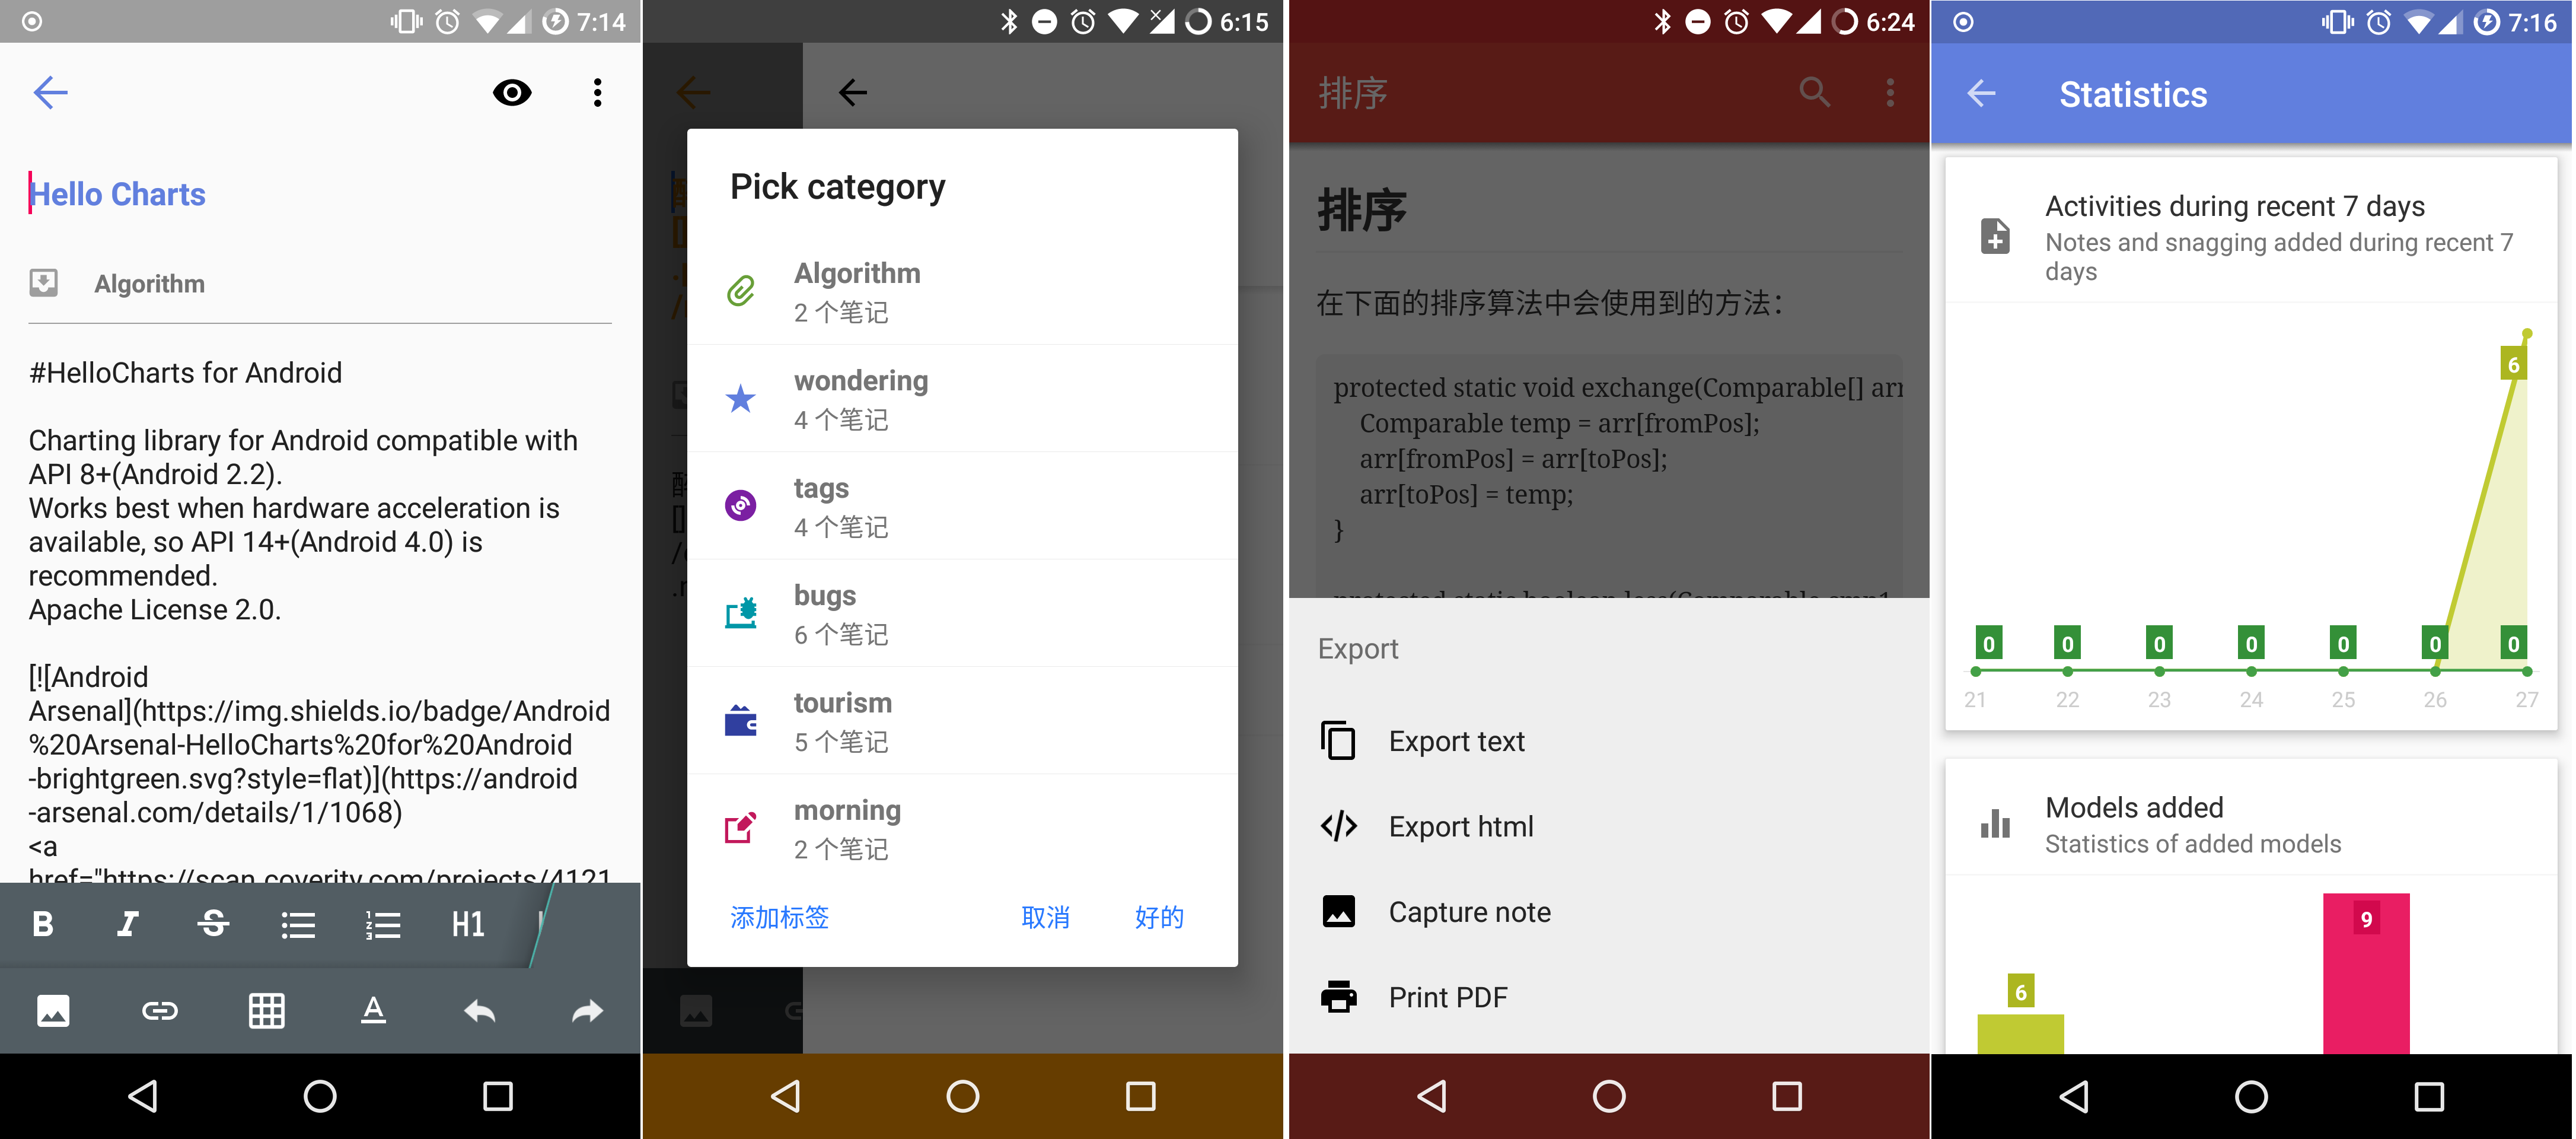 7:14
Hello Charts
Algorithm
#HelloCharts for Android
Charting library for Android compatible with
API 8+(Android 2.2).
Works best when hardware acceleration is
available, so API 14+(Android 4.0) is
recommended.
Apache License 2.0.
[![Android
Arsenal](https://img.shields.io/badge/Android
%20Arsenal-HelloCharts%20for%20Android
-brightgreen.svg?style=flat)](https://android
-arsenal.com/details/1/1068)
<a
href="https://scan.coverity.com/projects/4121
B I S H1
A
6:15
Pick category
Algorithm
2 个笔记
wondering
4 个笔记
tags
4 个笔记
bugs
6 个笔记
tourism
5 个笔记
morning
2 个笔记
添加标签 取消 好的
6:24
排序
排序
在下面的排序算法中会使用到的方法：
protected static void exchange(Comparable[] arr
Comparable temp = arr[fromPos];
arr[fromPos] = arr[toPos];
arr[toPos] = temp;
}
protected static boolean less(Comparable cmp1
Export
Export text
Export html
Capture note
Print PDF
7:16
Statistics
Activities during recent 7 days
Notes and snagging added during recent 7
days
6
0 0 0 0 0 0 0
21 22 23 24 25 26 27
Models added
Statistics of added models
9
6